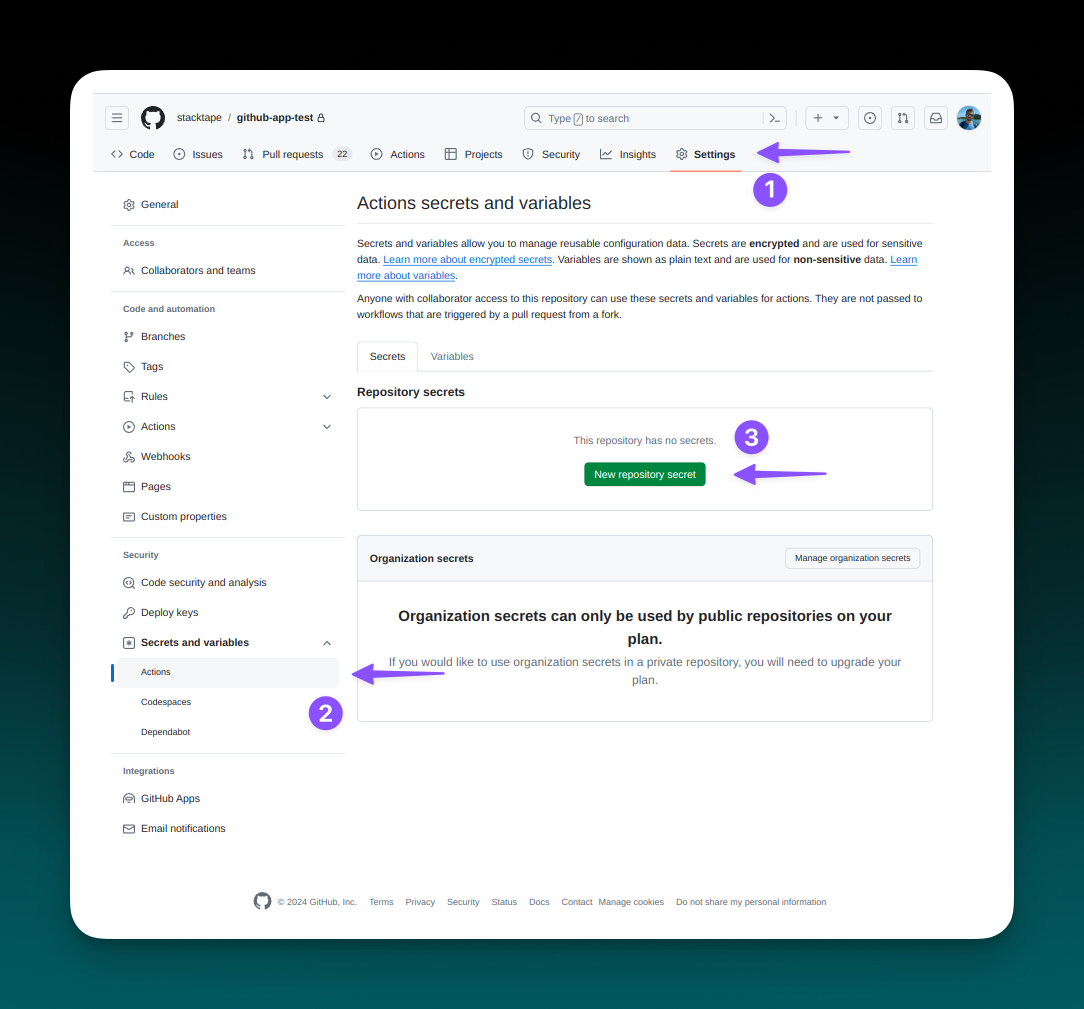 stacktape / github-app-test
Type / to search
Code
Issues
Pull requests 22
Actions
Projects
Security
Insights
Settings
1
General
Access
Collaborators and teams
Code and automation
Branches
Tags
Rules
Actions
Webhooks
Pages
Custom properties
Security
Code security and analysis
Deploy keys
Secrets and variables
Actions
Codespaces
2
Dependabot
Integrations
GitHub Apps
Email notifications
Actions secrets and variables
Secrets and variables allow you to manage reusable configuration data. Secrets are encrypted and are used for sensitive
data. Learn more about encrypted secrets. Variables are shown as plain text and are used for non-sensitive data. Learn
more about variables.
Anyone with collaborator access to this repository can use these secrets and variables for actions. They are not passed to
workflows that are triggered by a pull request from a fork.
Secrets
Variables
Repository secrets
This repository has no secrets.
3
New repository secret
Organization secrets
Manage organization secrets
Organization secrets can only be used by public repositories on your
plan.
If you would like to use organization secrets in a private repository, you will need to upgrade your
plan.
© 2024 GitHub, Inc. Terms Privacy Security Status Docs Contact Manage cookies Do not share my personal information